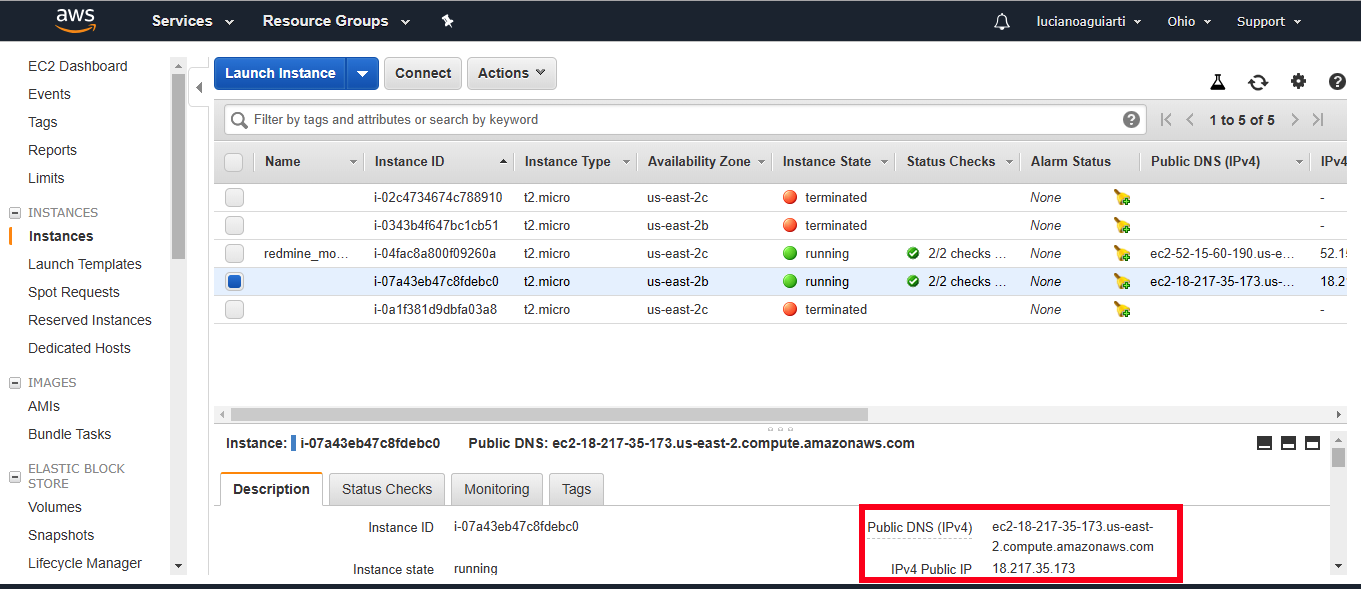 aws Services Resource Groups lucianoaguiarti Ohio Support
EC2 Dashboard
Events
Tags
Reports
Limits
INSTANCES
Instances
Launch Templates
Spot Requests
Reserved Instances
Dedicated Hosts
IMAGES
AMIs
Bundle Tasks
ELASTIC BLOCK
STORE
Volumes
Snapshots
Lifecycle Manager
Launch Instance Connect Actions
Filter by tags and attributes or search by keyword 1 to 5 of 5
Name Instance ID Instance Type Availability Zone Instance State Status Checks Alarm Status Public DNS (IPv4) IPv4
i-02c4734674c788910 t2.micro us-east-2c terminated None -
i-0343b4f647bc1cb51 t2.micro us-east-2b terminated None -
redmine_mo... i-04fac8a800f09260a t2.micro us-east-2c running 2/2 checks ... None ec2-52-15-60-190.us-e... 52.15
i-07a43eb47c8fdebc0 t2.micro us-east-2b running 2/2 checks ... None ec2-18-217-35-173.us-... 18.2
i-0a1f381d9dbfa03a8 t2.micro us-east-2c terminated None -
Instance: i-07a43eb47c8fdebc0 Public DNS: ec2-18-217-35-173.us-east-2.compute.amazonaws.com
Description Status Checks Monitoring Tags
Instance ID i-07a43eb47c8fdebc0
Instance state running
Public DNS (IPv4) ec2-18-217-35-173.us-east-
2.compute.amazonaws.com
IPv4 Public IP 18.217.35.173